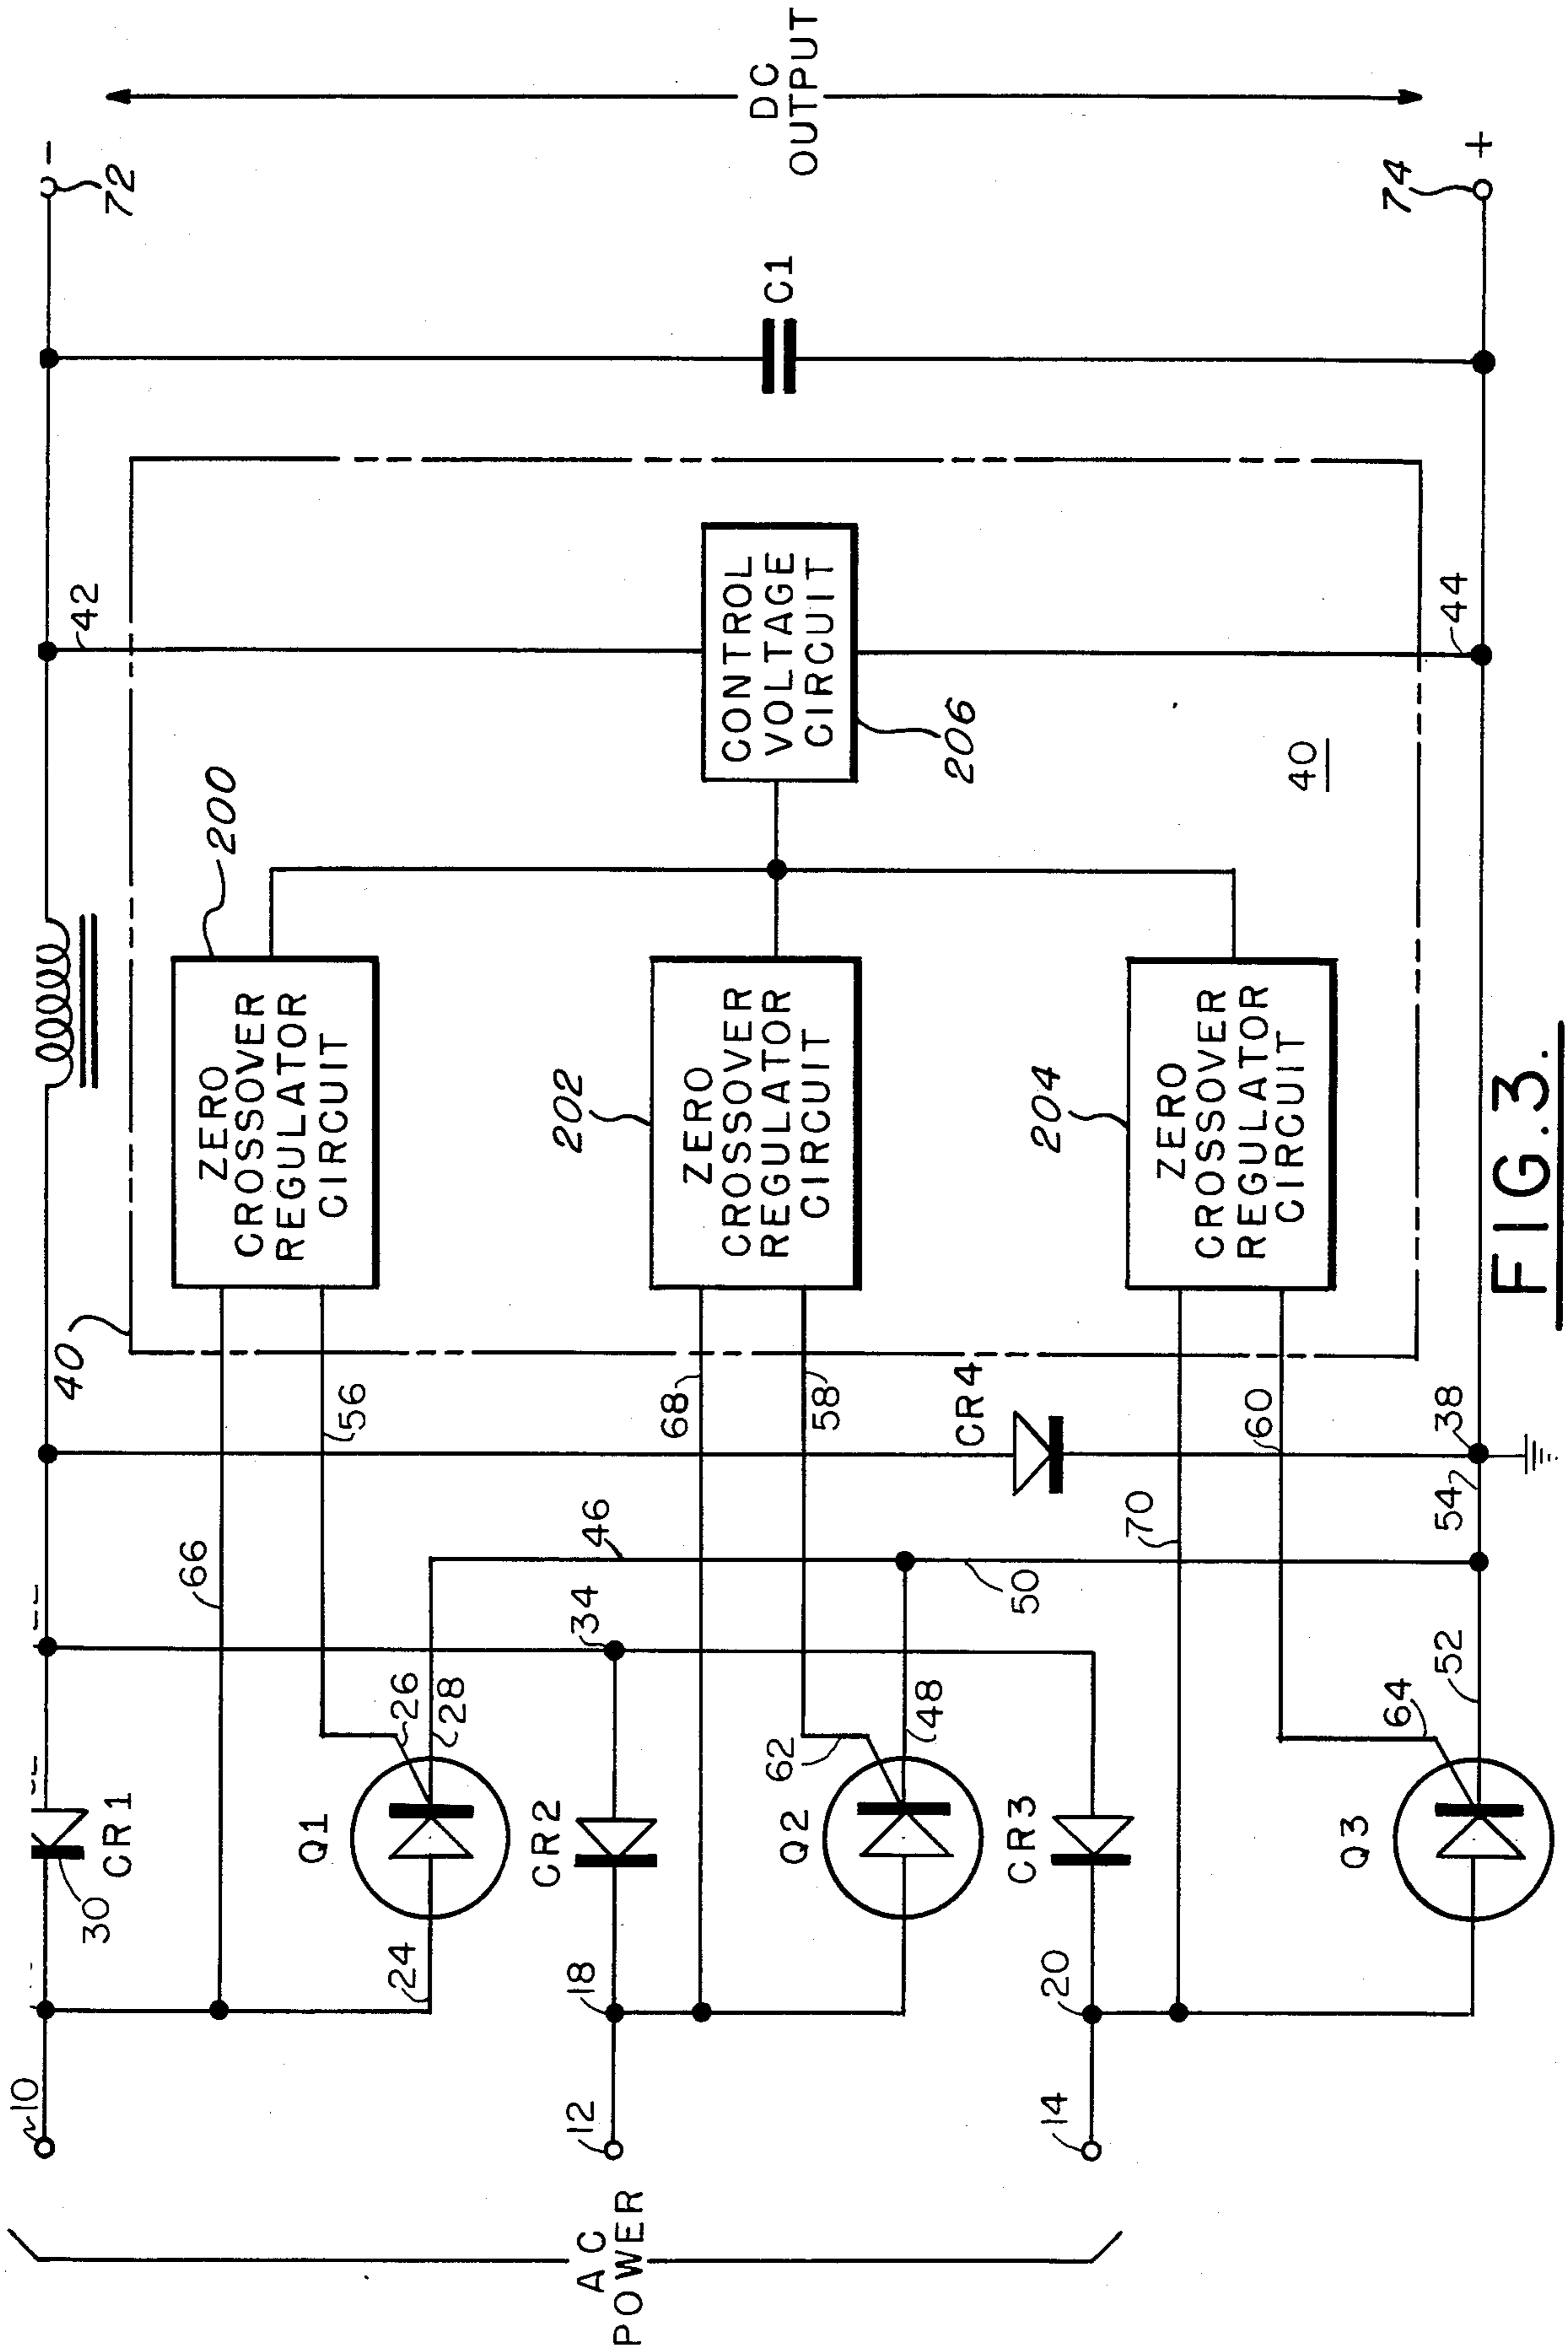 AC
POWER
10
12
14
18
20
30
CR1
24
Q1
26
28
CR2
34
Q2
62
48
CR3
Q3
64
52
66
46
50
70
54
38
CR4
40
56
68
58
60
ZERO
CROSSOVER
REGULATOR
CIRCUIT
200
202
ZERO
CROSSOVER
REGULATOR
CIRCUIT
204
ZERO
CROSSOVER
REGULATOR
CIRCUIT
CONTROL
VOLTAGE
CIRCUIT
206
40
42
44
C1
72
-
74
+
DC
OUTPUT
FIG.3.